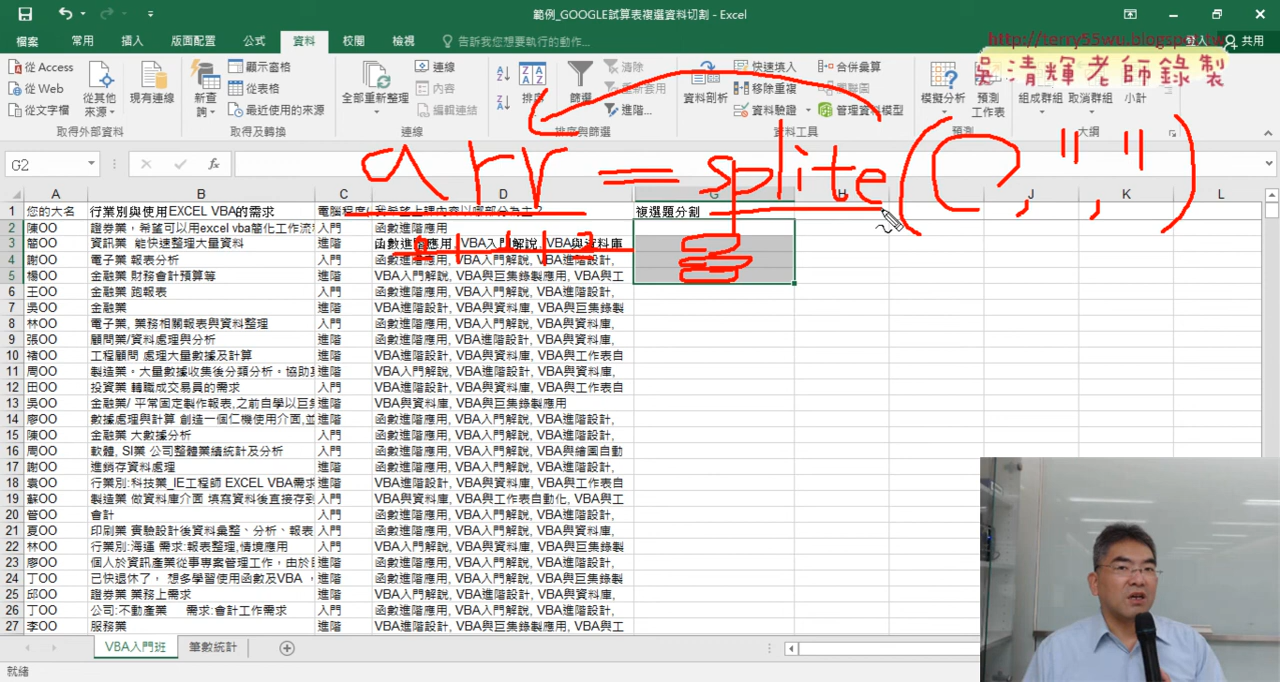 範例_GOOGLE試算表複選資料切割 - Excel
http://terry55wu.blogspot.tw
吳清輝老師錄製
檔案 常用 插入 版面配置 公式 資料 校閱 檢視 告訴我您想要執行的動作... 登入 共用
從 Access
從 Web
從文字檔
從其他來源
現有連線
取得外部資料
新查詢
顯示窗格
從表格
最近使用的來源
取得及轉換
全部重新整理
連線
內容
編輯連結
連線
排序
篩選
清除
重新套用
進階...
排序與篩選
資料剖析
快速填入
移除重複
資料驗證
合併彙算
管理資料模型
資料工具
模擬分析
預測工作表
預測
組成群組 取消群組 小計
大綱
arr = splite(C, " , ")
G2 fx
A B C D G H J K L
1 您的大名 行業別與使用EXCEL VBA的需求 複選題分割
2 陳OO 證券業，希望可以用excel vba簡化工作流 入門 函數進階應用
3 簡OO 資訊業 能快速整理大量資料 進階 函數進階應用, VBA入門解說, VBA與資料庫
4 謝OO 電子業 報表分析 入門 函數進階應用, VBA入門解說, VBA進階設計,
5 楊OO 金融業 財務會計預算等 進階 VBA入門解說, VBA與巨集錄製應用, VBA與工
6 王OO 金融業 跑報表 入門 函數進階應用, VBA入門解說, VBA進階設計,
7 吳OO 金融業 進階 VBA進階設計, VBA與資料庫, VBA與巨集錄製
8 林OO 電子業, 業務相關報表與資料整理 入門 函數進階應用, VBA入門解說, VBA與資料庫,
9 張OO 顧問業/資料處理與分析 進階 函數進階應用, VBA進階設計, VBA與資料庫,
10 褚OO 工程顧問 處理大量數據及計算 入門 VBA進階設計, VBA與資料庫, VBA與工作表自
11 周OO 製造業。大量數據收集後分類分析。協助 進階 VBA入門解說, VBA進階設計, VBA與資料庫,
12 田OO 投資業 轉職成交易員的需求 入門 VBA進階設計, VBA與資料庫, VBA與工作表自
13 吳OO 金融業/ 平常固定製作報表,之前自學以巨 進階 VBA與資料庫, VBA與巨集錄製應用
14 廖OO 數據處理與計算 創造一個仁機使用介面,並 入門 函數進階應用, VBA入門解說, VBA進階設計,
15 陳OO 金融業 大數據分析 入門 函數進階應用, VBA入門解說, VBA進階設計,
16 周OO 軟體, SI業 公司整體業績統計及分析 入門 函數進階應用, VBA入門解說, VBA與繪圖自動
17 謝OO 進銷存資料處理 進階 函數進階應用, VBA入門解說, VBA進階設計,
18 袁OO 行業別:科技業_IE工程師 EXCEL VBA需求 進階 VBA入門解說, VBA進階設計, VBA與資料庫,
19 蘇OO 製造業 做資料庫介面 填寫資料後直接存到 入門 VBA與資料庫, VBA與工作表自動化, VBA與工
20 管OO 會計 入門 函數進階應用, VBA入門解說, VBA進階設計,
21 夏OO 印刷業 實驗設計後資料彙整、分析、報表 入門 函數進階應用, VBA入門解說, VBA與資料庫,
22 林OO 行業別:海運 需求:報表整理,情境應用 入門 VBA入門解說, VBA進階設計, VBA與巨集錄製
23 廖OO 個人於資訊產業從事專案管理工作，由於 進階 函數進階應用, VBA入門解說, VBA進階設計,
24 丁OO 已快退休了， 想多學習使用函數及VBA ， 進階 函數進階應用, VBA入門解說, VBA與巨集錄製
25 邱OO 證券業 業務上需求 進階 VBA入門解說, VBA進階設計, VBA與資料庫,
26 丁OO 公司:不動產業 需求:會計工作需求 入門 函數進階應用, VBA入門解說, VBA進階設計,
27 李OO 服務業 進階 VBA入門解說, VBA進階設計, VBA與資料庫,
VBA入門班 筆數統計
就緒